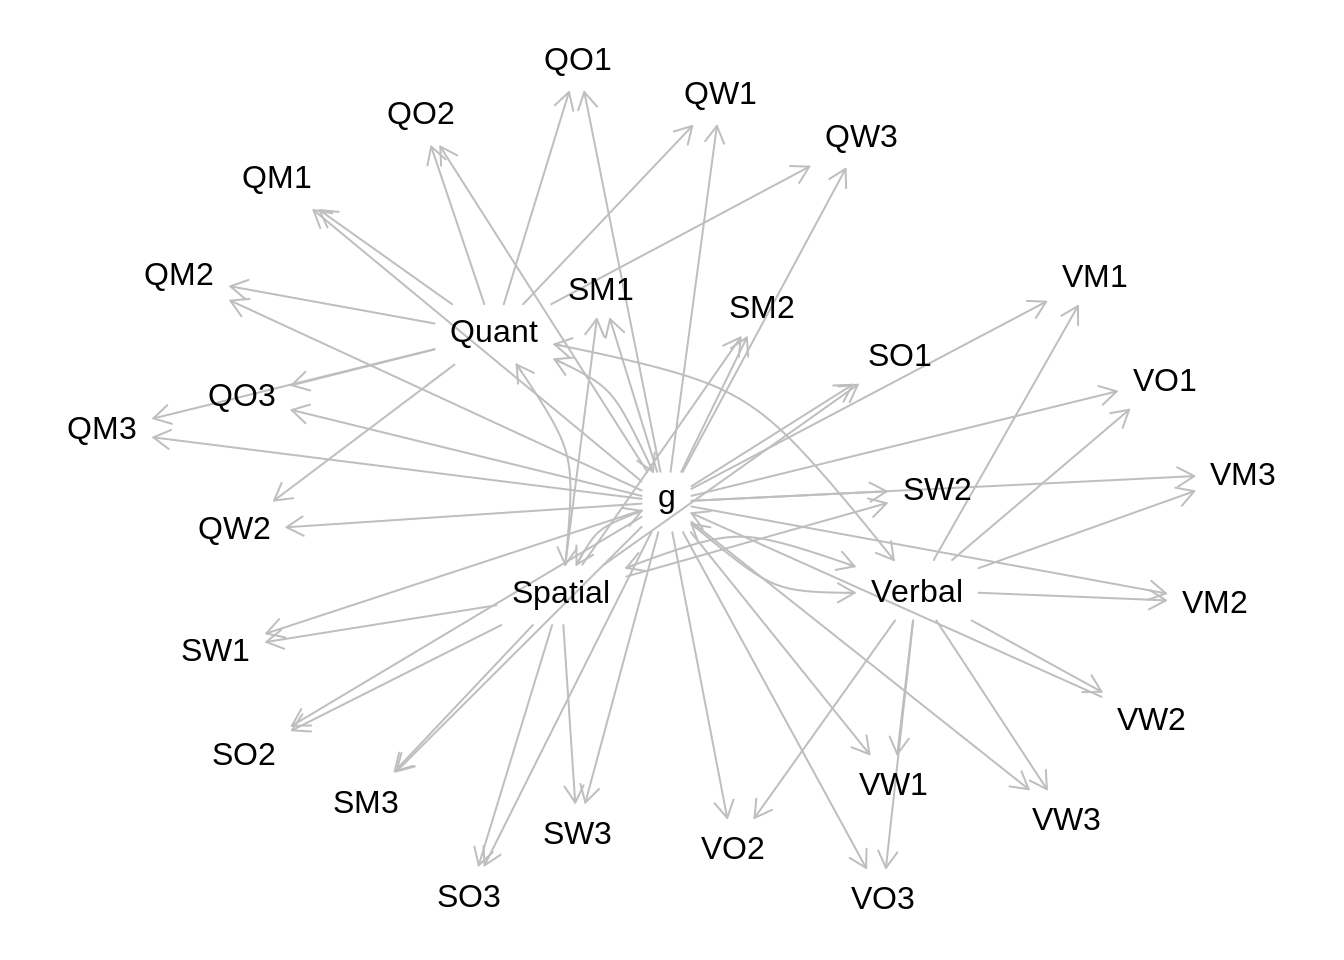 QO1
QW1
QO2
QW3
QM1
QM2
VM1
SM1
SM2
Quant
SO1
VO1
QO3
QM3
VM3
SW2
g
QW2
Spatial
Verbal
VM2
SW1
VW2
SO2
VW1
SM3
VW3
SW3
VO2
SO3
VO3